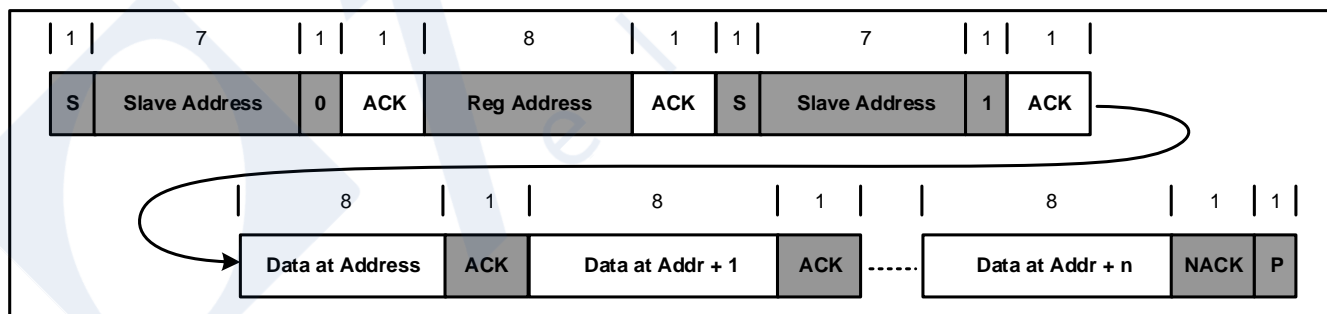 1 7 1 1 8 1 1 7 1 1
S Slave Address 0 ACK Reg Address ACK S Slave Address 1 ACK
8 1 8 1 8 1 1
Data at Address ACK Data at Addr + 1 ACK Data at Addr + n NACK P
e l